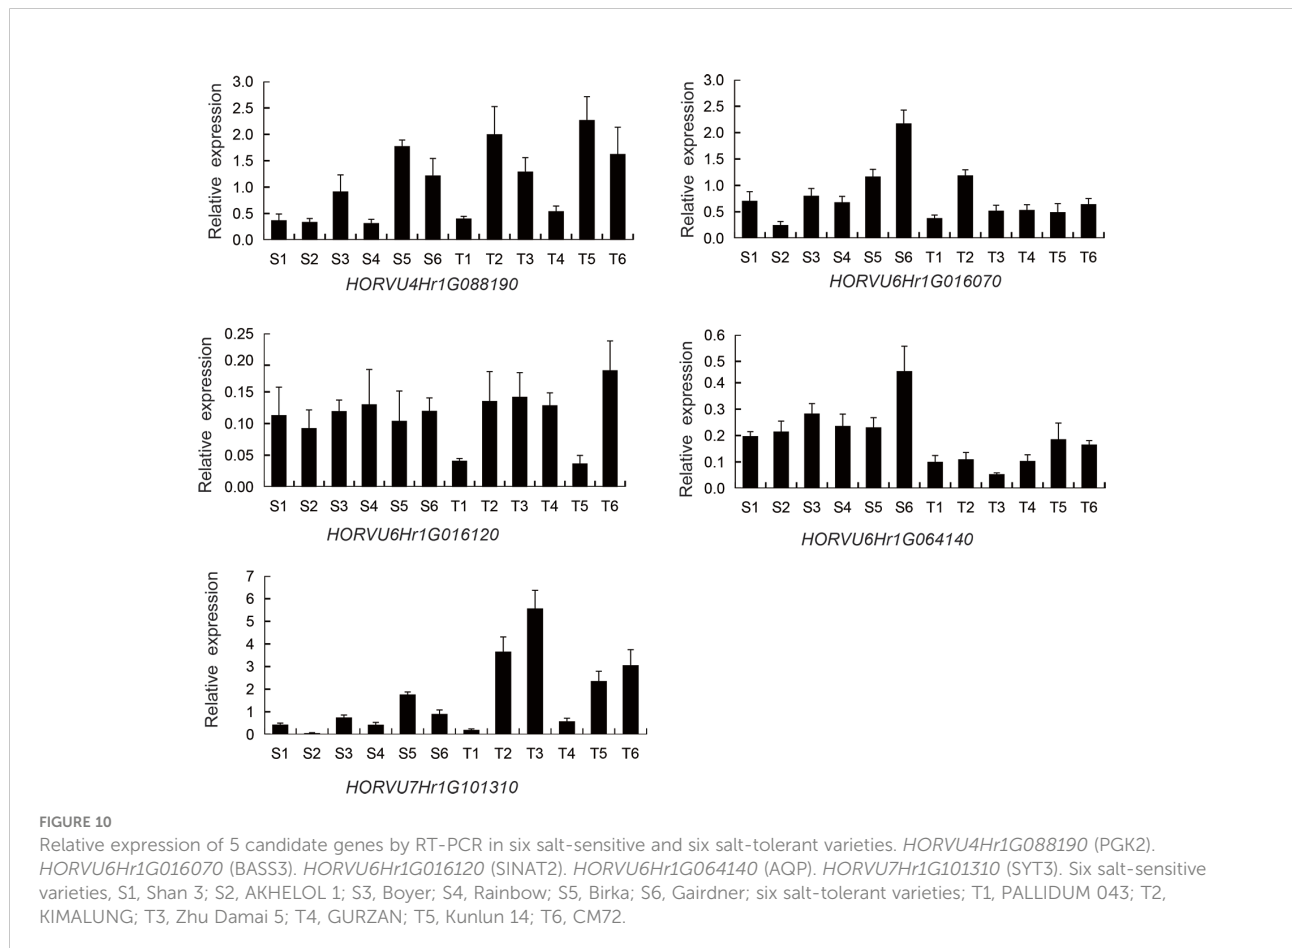 Relative expression
3.0
2.5
2.0
1.5
1.0
0.5
0.0
S1 S2 S3 S4 S5 S6 T1 T2 T3 T4 T5 T6
HORVU4Hr1G088190
Relative expression
3.0
2.5
2.0
1.5
1.0
0.5
0.0
S1 S2 S3 S4 S5 S6 T1 T2 T3 T4 T5 T6
HORVU6Hr1G016070
Relative expression
0.25
0.20
0.15
0.10
0.05
0.00
S1 S2 S3 S4 S5 S6 T1 T2 T3 T4 T5 T6
HORVU6Hr1G016120
Relative expression
0.6
0.5
0.4
0.3
0.2
0.1
0.0
S1 S2 S3 S4 S5 S6 T1 T2 T3 T4 T5 T6
HORVU6Hr1G064140
Relative expression
7
6
5
4
3
2
1
0
S1 S2 S3 S4 S5 S6 T1 T2 T3 T4 T5 T6
HORVU7Hr1G101310
FIGURE 10
Relative expression of 5 candidate genes by RT-PCR in six salt-sensitive and six salt-tolerant varieties. HORVU4Hr1G088190 (PGK2).
HORVU6Hr1G016070 (BASS3). HORVU6Hr1G016120 (SINAT2). HORVU6Hr1G064140 (AQP). HORVU7Hr1G101310 (SYT3). Six salt-sensitive
varieties, S1, Shan 3; S2, AKHELOL 1; S3, Boyer; S4, Rainbow; S5, Birka; S6, Gairdner; six salt-tolerant varieties; T1, PALLIDUM 043; T2,
KIMALUNG; T3, Zhu Damai 5; T4, GURZAN; T5, Kunlun 14; T6, CM72.